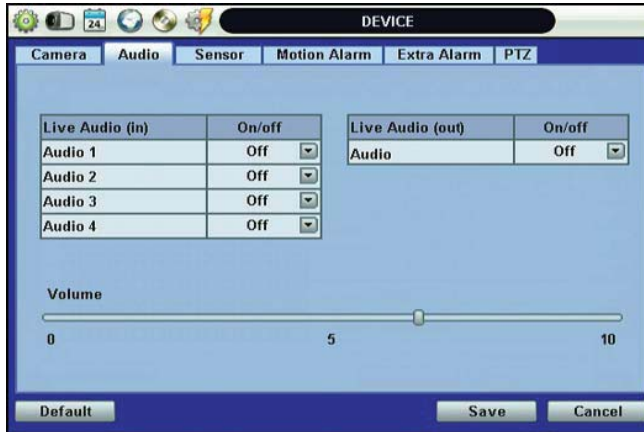 24
DEVICE
Camera Audio Sensor Motion Alarm Extra Alarm PTZ
Live Audio (in) On/off
Audio 1 Off
Audio 2 Off
Audio 3 Off
Audio 4 Off
Live Audio (out) On/off
Audio Off
Volume
0 5 10
Default Save Cancel